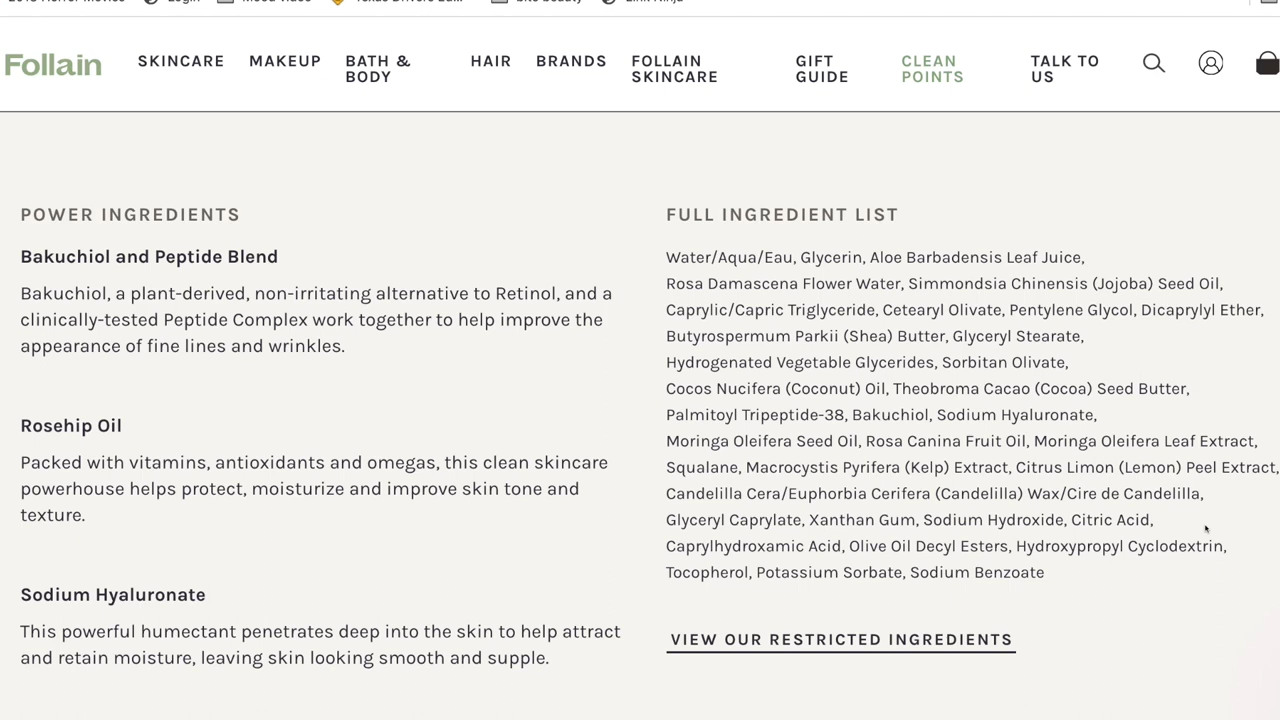 Follain
SKINCARE
MAKEUP
BATH &
BODY
HAIR
BRANDS
FOLLAIN
SKINCARE
GIFT
GUIDE
CLEAN
POINTS
TALK TO
US
POWER INGREDIENTS
Bakuchiol and Peptide Blend
Bakuchiol, a plant-derived, non-irritating alternative to Retinol, and a
clinically-tested Peptide Complex work together to help improve the
appearance of fine lines and wrinkles.
Rosehip Oil
Packed with vitamins, antioxidants and omegas, this clean skincare
powerhouse helps protect, moisturize and improve skin tone and
texture.
Sodium Hyaluronate
This powerful humectant penetrates deep into the skin to help attract
and retain moisture, leaving skin looking smooth and supple.
FULL INGREDIENT LIST
Water/Aqua/Eau, Glycerin, Aloe Barbadensis Leaf Juice,
Rosa Damascena Flower Water, Simmondsia Chinensis (Jojoba) Seed Oil,
Caprylic/Capric Triglyceride, Cetearyl Olivate, Pentylene Glycol, Dicaprylyl Ether,
Butyrospermum Parkii (Shea) Butter, Glyceryl Stearate,
Hydrogenated Vegetable Glycerides, Sorbitan Olivate,
Cocos Nucifera (Coconut) Oil, Theobroma Cacao (Cocoa) Seed Butter,
Palmitoyl Tripeptide-38, Bakuchiol, Sodium Hyaluronate,
Moringa Oleifera Seed Oil, Rosa Canina Fruit Oil, Moringa Oleifera Leaf Extract,
Squalane, Macrocystis Pyrifera (Kelp) Extract, Citrus Limon (Lemon) Peel Extract,
Candelilla Cera/Euphorbia Cerifera (Candelilla) Wax/Cire de Candelilla,
Glyceryl Caprylate, Xanthan Gum, Sodium Hydroxide, Citric Acid,
Caprylhydroxamic Acid, Olive Oil Decyl Esters, Hydroxypropyl Cyclodextrin,
Tocopherol, Potassium Sorbate, Sodium Benzoate
VIEW OUR RESTRICTED INGREDIENTS